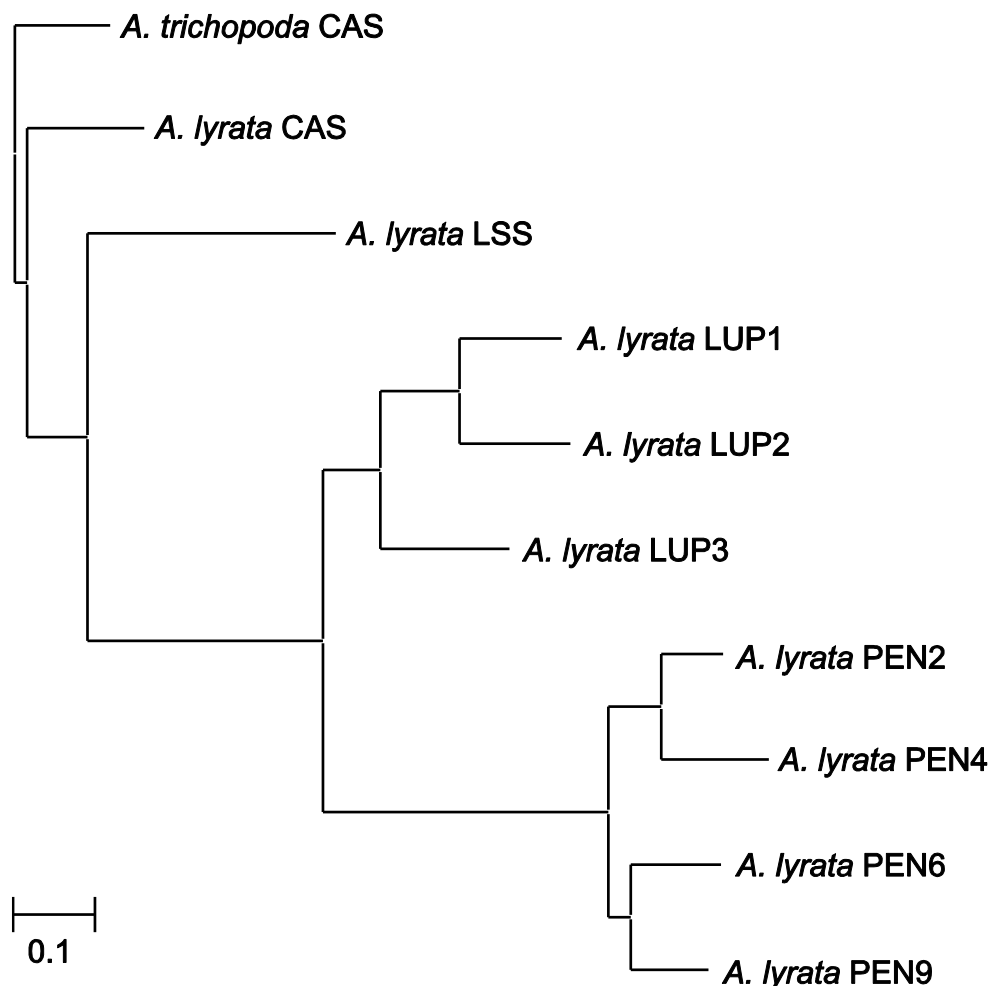 A. trichopoda CAS
A. lyrata CAS
A. lyrata LSS
A. lyrata LUP1
A. lyrata LUP2
A. lyrata LUP3
A. lyrata PEN2
A. lyrata PEN4
A. lyrata PEN6
0.1
A. lyrata PEN9